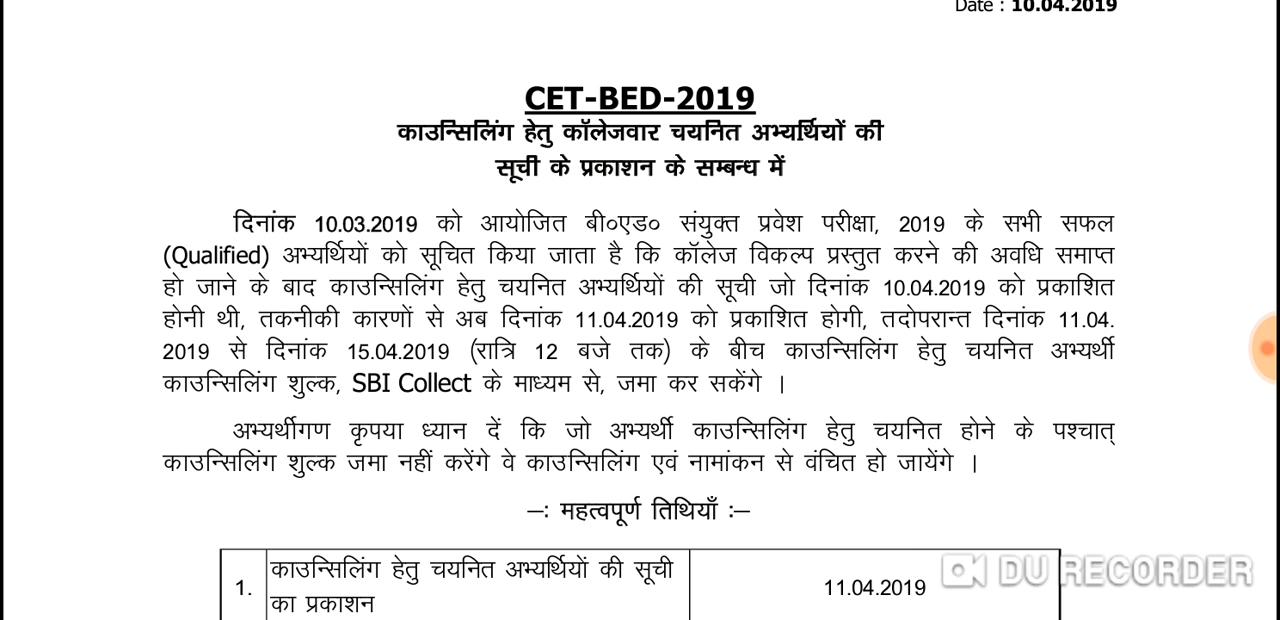 Date : 10.04.2019
CET-BED-2019
काउन्सिलिंग हेतु कॉलेजवार चयनित अभ्यर्थियों की
सूची के प्रकाशन के सम्बन्ध में
दिनांक 10.03.2019 को आयोजित बी०एड० संयुक्त प्रवेश परीक्षा, 2019 के सभी सफल
(Qualified) अभ्यर्थियों को सूचित किया जाता है कि कॉलेज विकल्प प्रस्तुत करने की अवधि समाप्त
हो जाने के बाद काउन्सिलिंग हेतु चयनित अभ्यर्थियों की सूची जो दिनांक 10.04.2019 को प्रकाशित
होनी थी, तकनीकी कारणों से अब दिनांक 11.04.2019 को प्रकाशित होगी, तदोपरान्त दिनांक 11.04.
2019 से दिनांक 15.04.2019 (रात्रि 12 बजे तक) के बीच काउन्सिलिंग हेतु चयनित अभ्यर्थी
काउन्सिलिंग शुल्क, SBI Collect के माध्यम से, जमा कर सकेंगे ।
अभ्यर्थीगण कृपया ध्यान दें कि जो अभ्यर्थी काउन्सिलिंग हेतु चयनित होने के पश्चात्
काउन्सिलिंग शुल्क जमा नहीं करेंगे वे काउन्सिलिंग एवं नामांकन से वंचित हो जायेंगे ।
–: महत्वपूर्ण तिथियाँ :–
1. काउन्सिलिंग हेतु चयनित अभ्यर्थियों की सूची
का प्रकाशन 11.04.2019
DU RECORDER